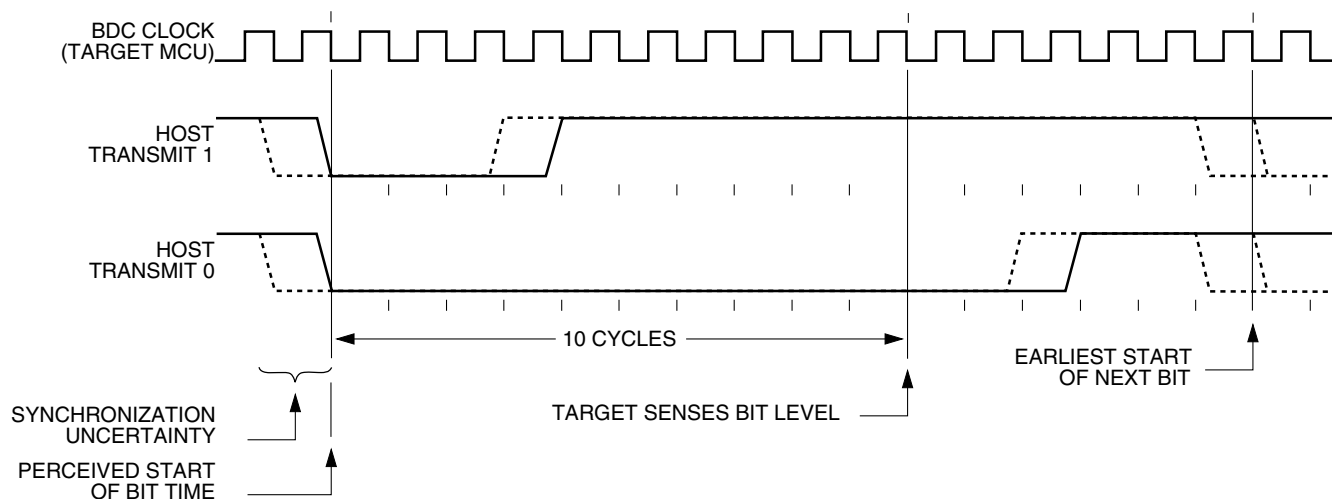 BDC CLOCK
(TARGET MCU)
HOST
TRANSMIT 1
HOST
TRANSMIT 0
10 CYCLES
EARLIEST START
OF NEXT BIT
TARGET SENSES BIT LEVEL
SYNCHRONIZATION
UNCERTAINTY
PERCEIVED START
OF BIT TIME